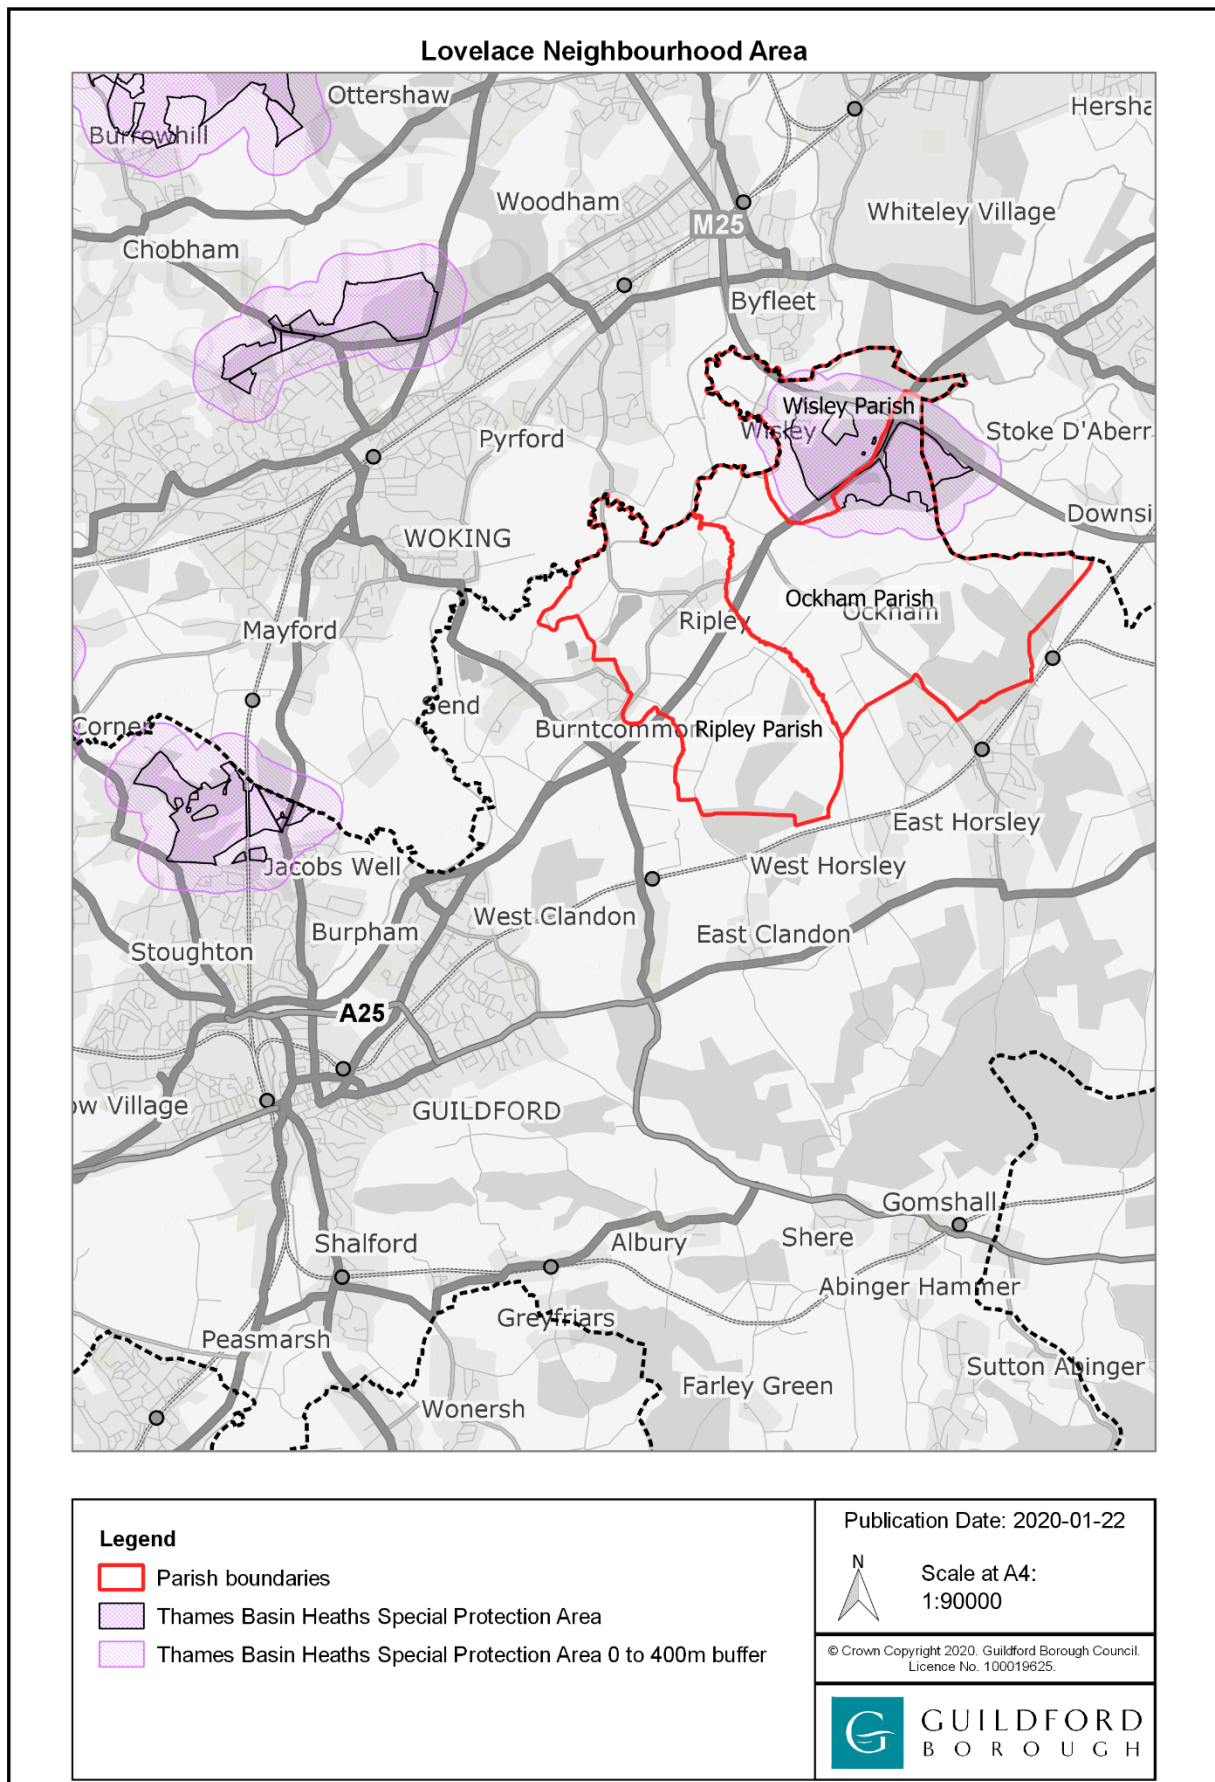 Lovelace Neighbourhood Area
Ottershaw
Hersha
Burrowhill
Woodham
Whiteley Village
M25
Chobham
Byfleet
Wisley Parish
Wisley
Stoke D'Aberr
Pyrford
Downsi
WOKING
Ockham Parish
Ockham
Ripley
Mayford
Send
Corner
Burntcommon
Ripley Parish
East Horsley
Jacobs Well
West Horsley
West Clandon
Burpham
East Clandon
Stoughton
A25
ow Village
GUILDFORD
Gomshall
Shalford
Albury
Shere
Abinger Hammer
Greyfriars
Peasmarsh
Sutton Abinger
Farley Green
Wonersh
Legend
Parish boundaries
Thames Basin Heaths Special Protection Area
Thames Basin Heaths Special Protection Area 0 to 400m buffer
Publication Date: 2020-01-22
N
Scale at A4:
1:90000
© Crown Copyright 2020. Guildford Borough Council.
Licence No. 100019625.
G
GUILDFORD
BOROUGH